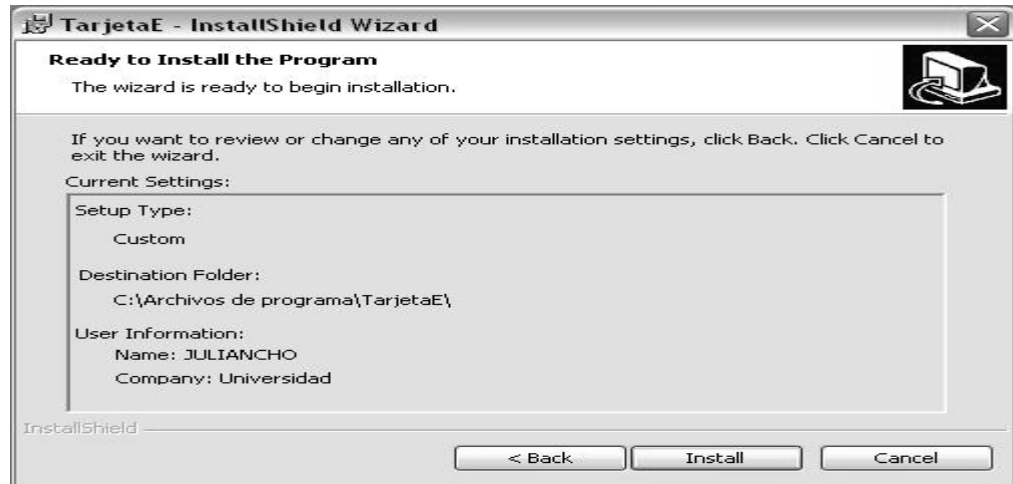 TarjetaE - InstallShield Wizard
Ready to Install the Program
The wizard is ready to begin installation.
If you want to review or change any of your installation settings, click Back. Click Cancel to
exit the wizard.
Current Settings:
Setup Type:
Custom
Destination Folder:
C:\Archivos de programa\TarjetaE\
User Information:
Name: JULIANCHO
Company: Universidad
InstallShield
< Back Install Cancel